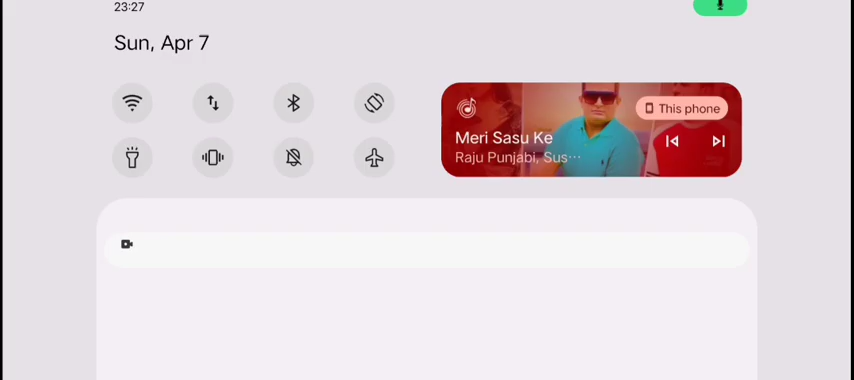 23:27
Sun, Apr 7
This phone
Meri Sasu Ke
Raju Punjabi, Sus···